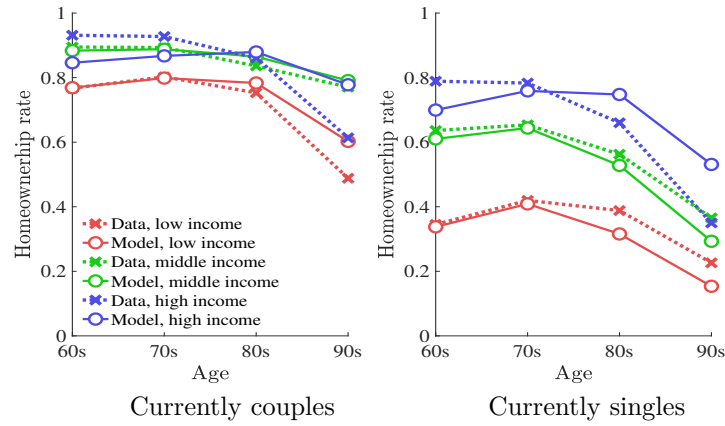 1
0.8
0.6
0.4
0.2
0
Homeownerhip rate
Data, low income
Model, low income
Data, middle income
Model, middle income
Data, high income
Model, high income
60s 70s 80s 90s
Age
Currently couples
1
0.8
0.6
0.4
0.2
0
Homeownerhip rate
60s 70s 80s 90s
Age
Currently singles